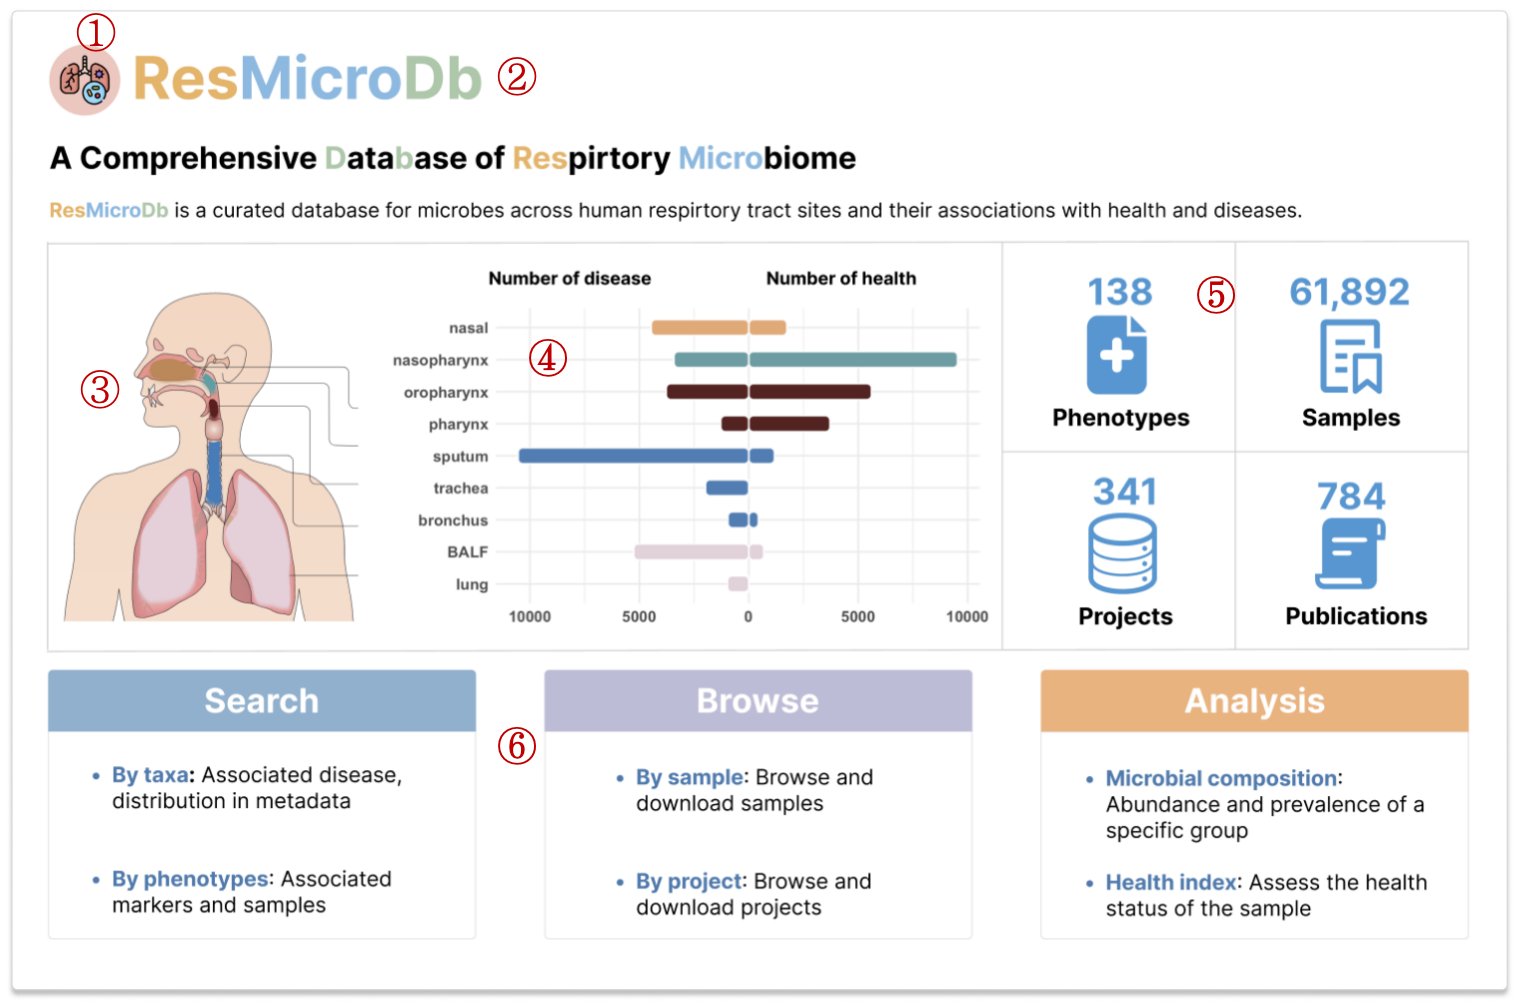 ①
ResMicroDb ②
A Comprehensive Database of Respirtory Microbiome
ResMicroDb is a curated database for microbes across human respirtory tract sites and their associations with health and diseases.
③
Number of disease Number of health
④
nasal
nasopharynx
oropharynx
pharynx
sputum
trachea
bronchus
BALF
lung
10000 5000 0 5000 10000
⑤
138
Phenotypes
61,892
Samples
341
Projects
784
Publications
⑥
Search
• By taxa: Associated disease,
distribution in metadata
• By phenotypes: Associated
markers and samples
Browse
• By sample: Browse and
download samples
• By project: Browse and
download projects
Analysis
• Microbial composition:
Abundance and prevalence of a
specific group
• Health index: Assess the health
status of the sample